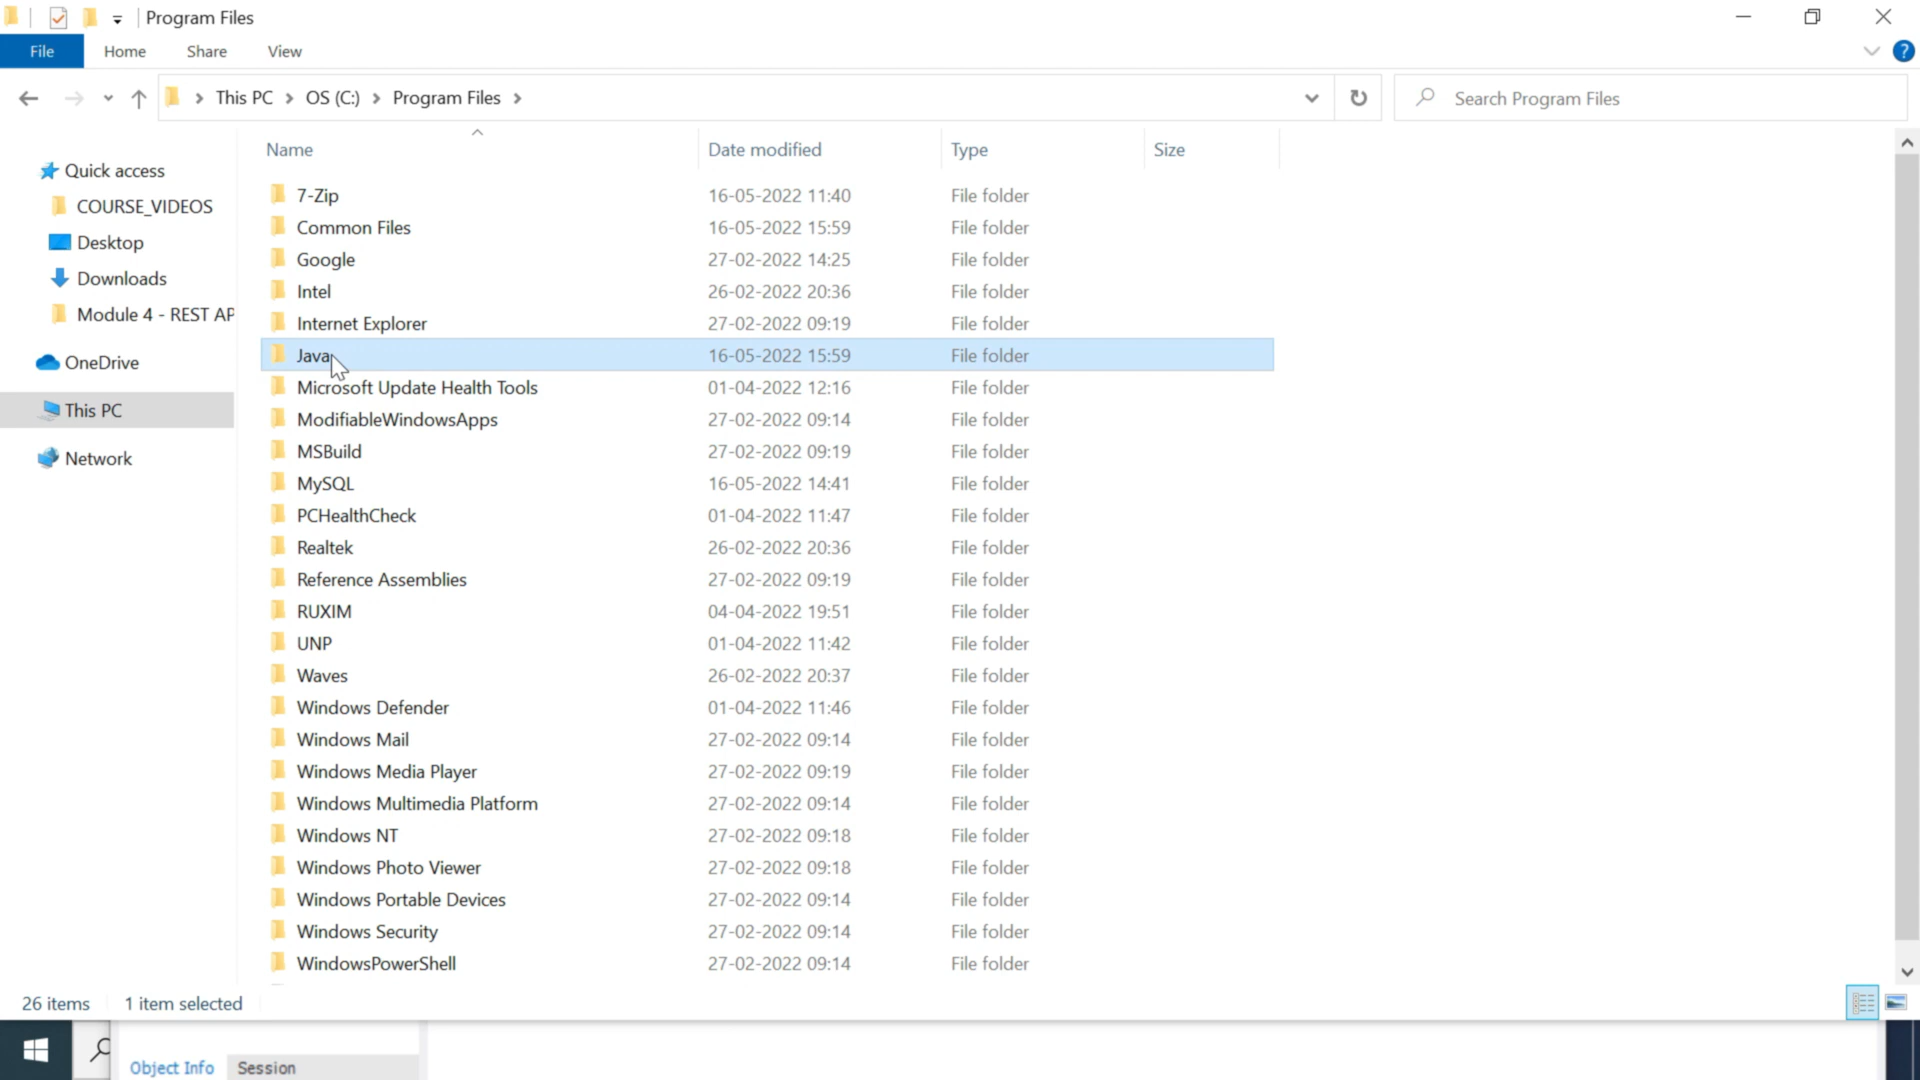 Program Files
File Home Share View
This PC OS (C:) Program Files
Search Program Files
Name Date modified Type Size
Quick access
COURSE_VIDEOS
Desktop
Downloads
Module 4 - REST AP
OneDrive
This PC
Network
7-Zip 16-05-2022 11:40 File folder
Common Files 16-05-2022 15:59 File folder
Google 27-02-2022 14:25 File folder
Intel 26-02-2022 20:36 File folder
Internet Explorer 27-02-2022 09:19 File folder
Java 16-05-2022 15:59 File folder
Microsoft Update Health Tools 01-04-2022 12:16 File folder
ModifiableWindowsApps 27-02-2022 09:14 File folder
MSBuild 27-02-2022 09:19 File folder
MySQL 16-05-2022 14:41 File folder
PCHealthCheck 01-04-2022 11:47 File folder
Realtek 26-02-2022 20:36 File folder
Reference Assemblies 27-02-2022 09:19 File folder
RUXIM 04-04-2022 19:51 File folder
UNP 01-04-2022 11:42 File folder
Waves 26-02-2022 20:37 File folder
Windows Defender 01-04-2022 11:46 File folder
Windows Mail 27-02-2022 09:14 File folder
Windows Media Player 27-02-2022 09:19 File folder
Windows Multimedia Platform 27-02-2022 09:14 File folder
Windows NT 27-02-2022 09:18 File folder
Windows Photo Viewer 27-02-2022 09:18 File folder
Windows Portable Devices 27-02-2022 09:14 File folder
Windows Security 27-02-2022 09:14 File folder
WindowsPowerShell 27-02-2022 09:14 File folder
26 items 1 item selected
Object Info Session